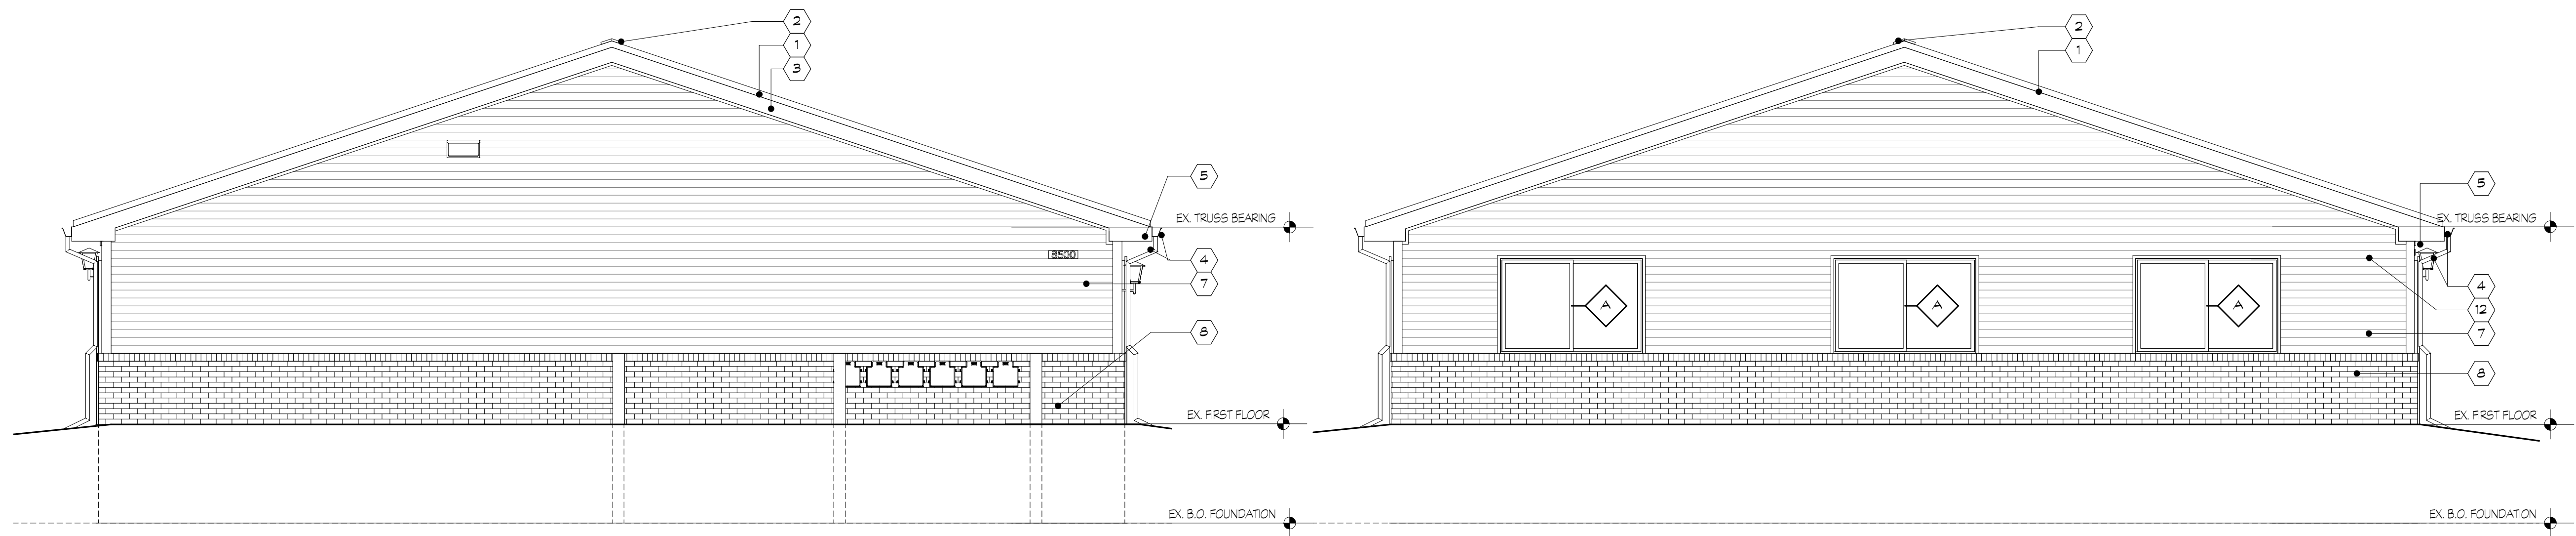 2
1
3
5
EX. TRUSS BEARING
8500
4
7
8
EX. FIRST FLOOR
EX. B.O. FOUNDATION
2
1
5
EX. TRUSS BEARING
A
A
A
4
12
7
8
EX. FIRST FLOOR
EX. B.O. FOUNDATION